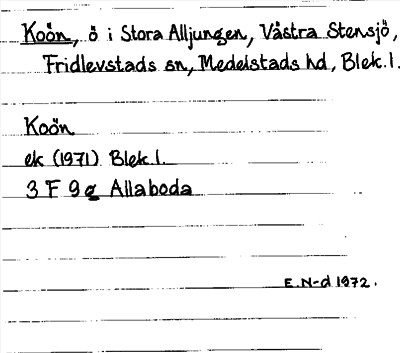 Koön, ö i Stora Alljungen, Västra Stensjö,
Fridlevstads sn, Medelstads hd, Blek. l.
Koön
ek (1971) Blek. l.
3 F 9 g Allaboda
E. N-d 1972.